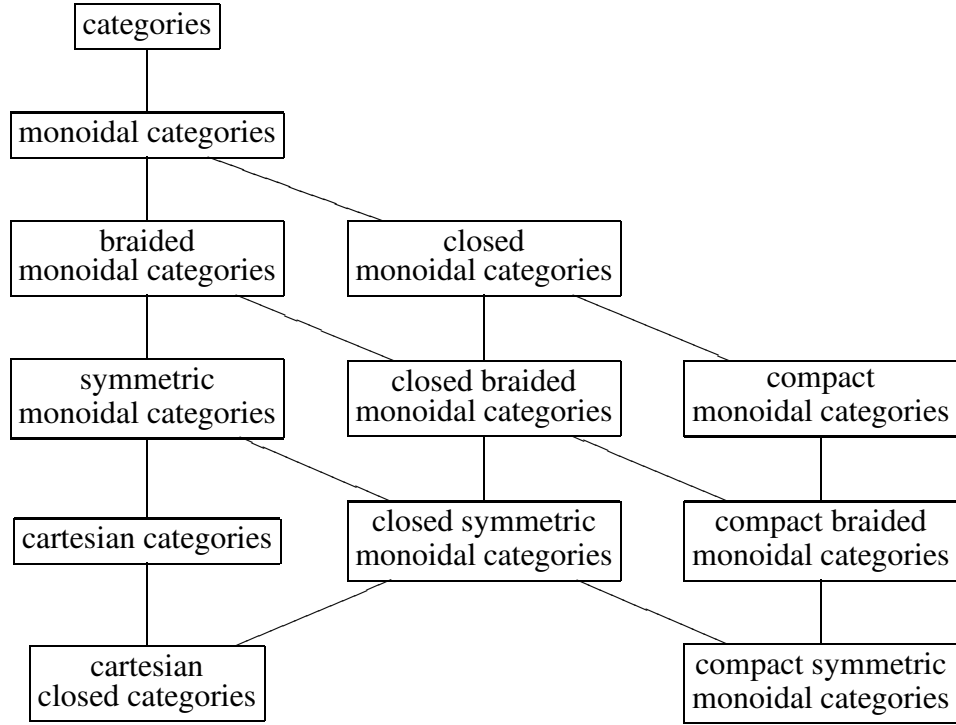 categories
monoidal categories
braided
monoidal categories
closed
monoidal categories
symmetric
monoidal categories
closed braided
monoidal categories
compact
monoidal categories
cartesian categories
closed symmetric
monoidal categories
compact braided
monoidal categories
cartesian
closed categories
compact symmetric
monoidal categories